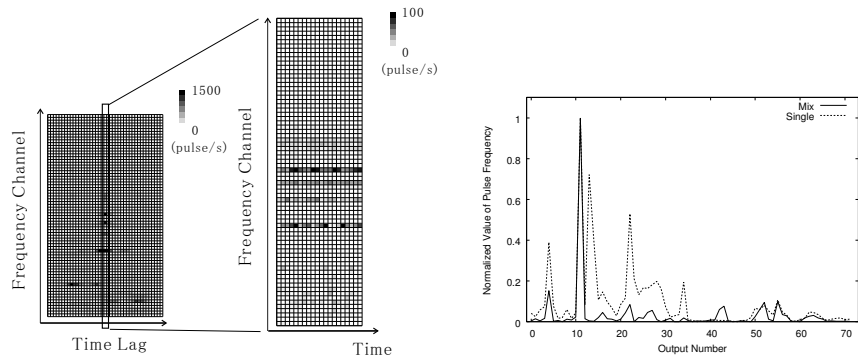 Frequency Channel
1500
0
(pulse/s)
Time Lag
Frequency Channel
100
0
(pulse/s)
Time
Normalized Value of Pulse Frequency
1
0.8
0.6
0.4
0.2
0
0 10 20 30 40 50 60 70
Output Number
Mix
Single